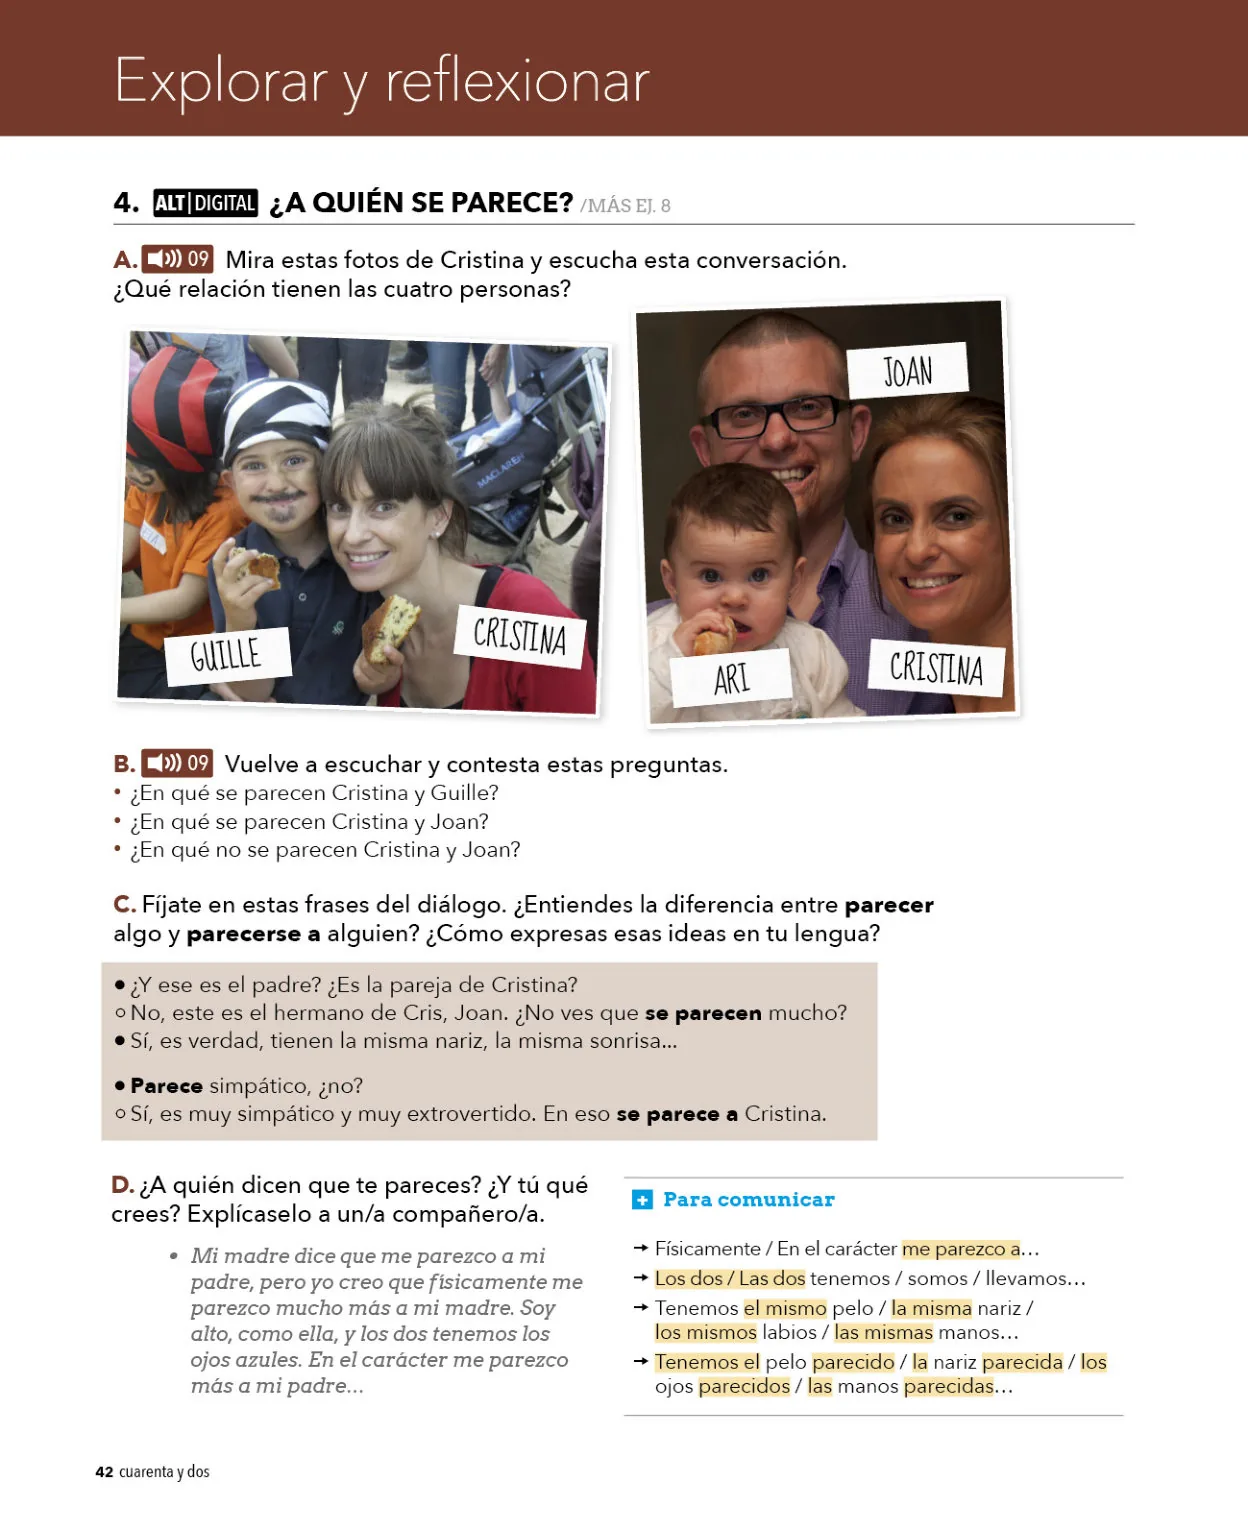 Explorar y reflexionar
4. ALT|DIGITAL ¿A QUIÉN SE PARECE? /MÁS EJ. 8
A. 09 Mira estas fotos de Cristina y escucha esta conversación.
¿Qué relación tienen las cuatro personas?
MACLAREN
GUILLE
CRISTINA
JOAN
ARI
CRISTINA
B. 09 Vuelve a escuchar y contesta estas preguntas.
• ¿En qué se parecen Cristina y Guille?
• ¿En qué se parecen Cristina y Joan?
• ¿En qué no se parecen Cristina y Joan?
C. Fíjate en estas frases del diálogo. ¿Entiendes la diferencia entre parecer
algo y parecerse a alguien? ¿Cómo expresas esas ideas en tu lengua?
● ¿Y ese es el padre? ¿Es la pareja de Cristina?
○ No, este es el hermano de Cris, Joan. ¿No ves que se parecen mucho?
● Sí, es verdad, tienen la misma nariz, la misma sonrisa...
● Parece simpático, ¿no?
○ Sí, es muy simpático y muy extrovertido. En eso se parece a Cristina.
D. ¿A quién dicen que te pareces? ¿Y tú qué
crees? Explícaselo a un/a compañero/a.
• Mi madre dice que me parezco a mi
padre, pero yo creo que físicamente me
parezco mucho más a mi madre. Soy
alto, como ella, y los dos tenemos los
ojos azules. En el carácter me parezco
más a mi padre...
+ Para comunicar
→ Físicamente / En el carácter me parezco a...
→ Los dos / Las dos tenemos / somos / llevamos...
→ Tenemos el mismo pelo / la misma nariz /
los mismos labios / las mismas manos...
→ Tenemos el pelo parecido / la nariz parecida / los
ojos parecidos / las manos parecidas...
42 cuarenta y dos